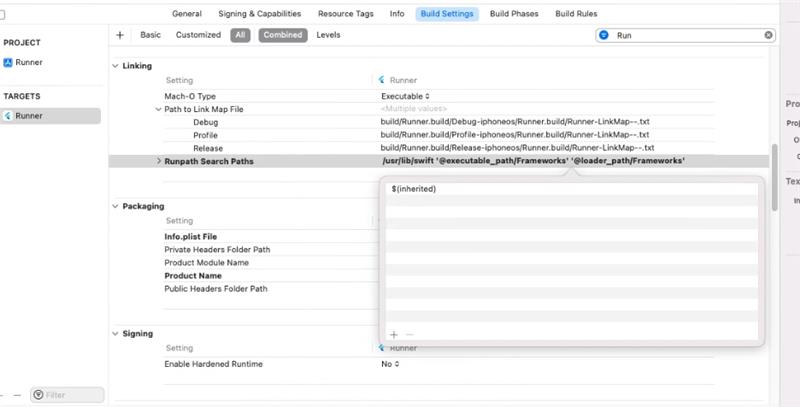 General Signing & Capabilities Resource Tags Info Build Settings Build Phases Build Rules
+ Basic Customized All Combined Levels Run
PROJECT
Runner
TARGETS
Runner
Linking
Setting Runner
Mach-O Type Executable
Path to Link Map File <Multiple values>
Debug build/Runner.build/Debug-iphoneos/Runner.build/Runner-LinkMap--.txt
Profile build/Runner.build/Profile-iphoneos/Runner.build/Runner-LinkMap--.txt
Release build/Runner.build/Release-iphoneos/Runner.build/Runner-LinkMap--.txt
Runpath Search Paths /usr/lib/swift '@executable_path/Frameworks' '@loader_path/Frameworks'
$(inherited)
+ −
Packaging
Setting
Info.plist File
Private Headers Folder Path
Product Module Name
Product Name
Public Headers Folder Path
Signing
Setting Runner
Enable Hardened Runtime No
Filter
Pro
Proj
O
Text
In